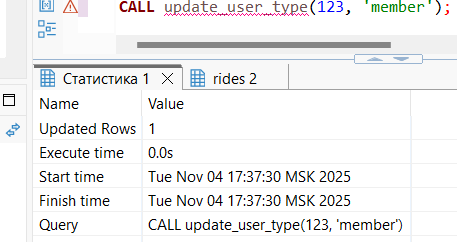 CALL update_user_type(123, 'member');
Статистика 1
rides 2
Name Value
Updated Rows 1
Execute time 0.0s
Start time Tue Nov 04 17:37:30 MSK 2025
Finish time Tue Nov 04 17:37:30 MSK 2025
Query CALL update_user_type(123, 'member')